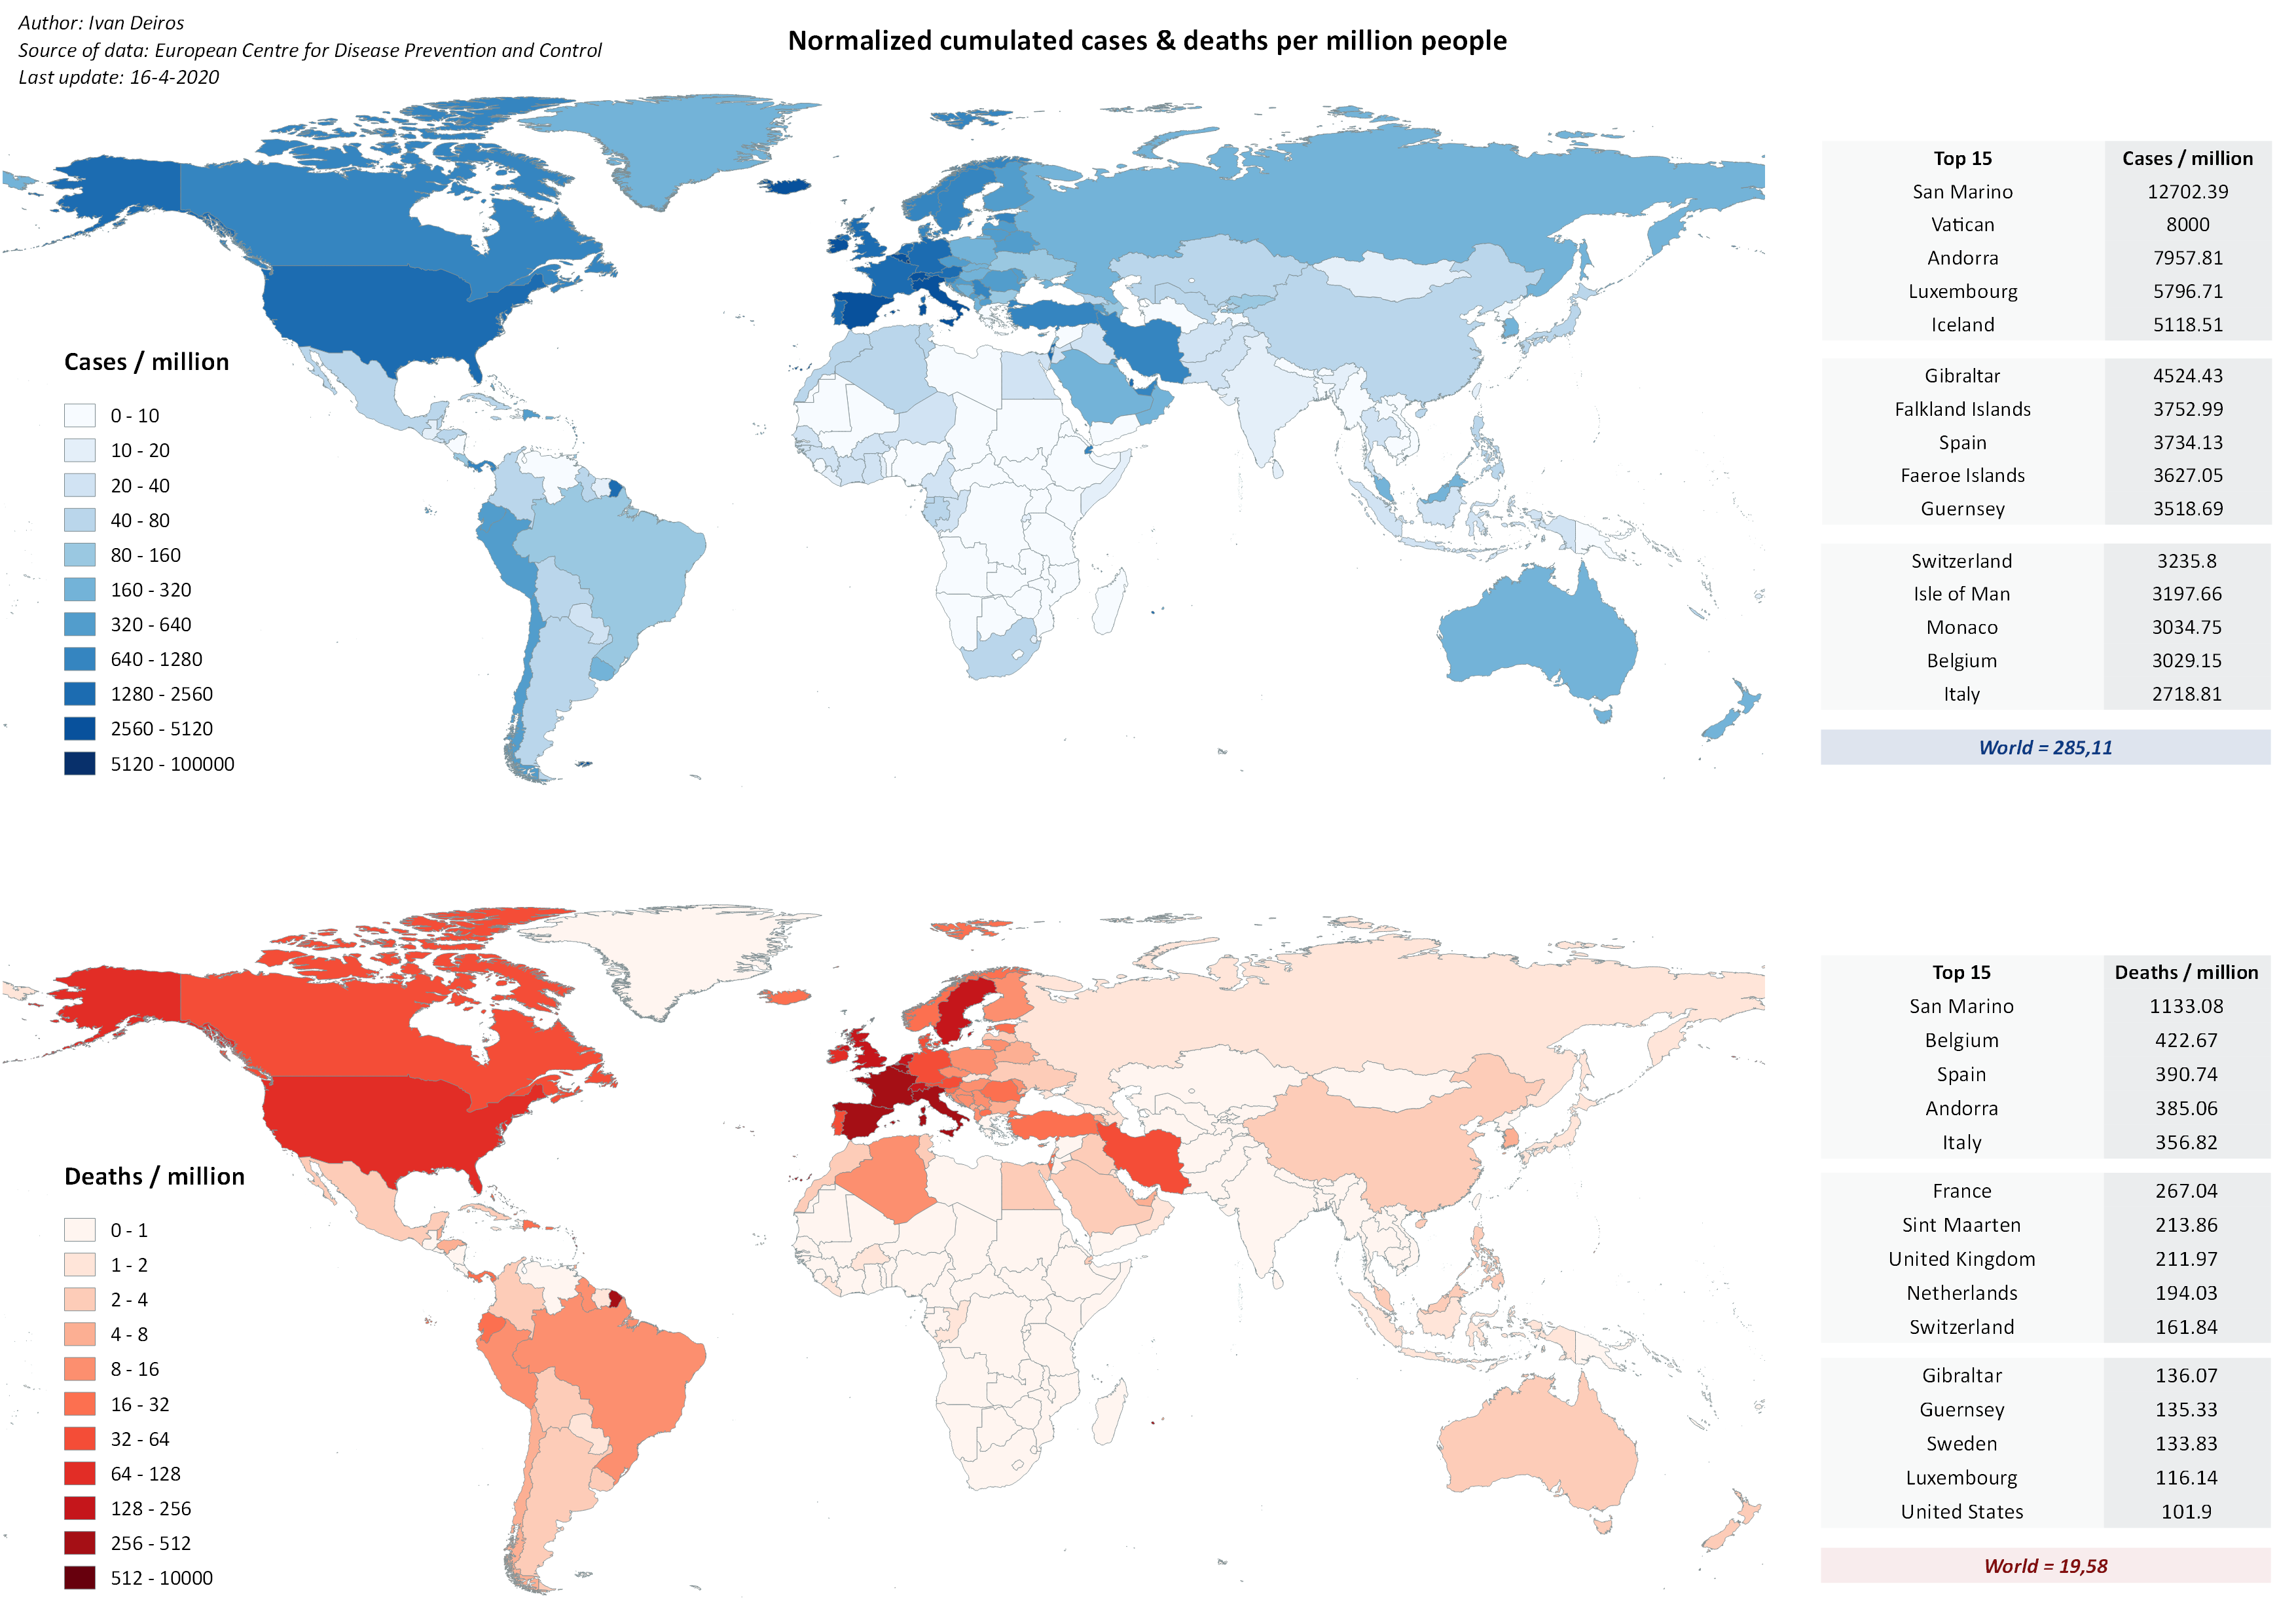 Author: Ivan Deiros
Source of data: European Centre for Disease Prevention and Control
Last update: 16-4-2020
Normalized cumulated cases & deaths per million people
Cases / million
0 - 10
10 - 20
20 - 40
40 - 80
80 - 160
160 - 320
320 - 640
640 - 1280
1280 - 2560
2560 - 5120
5120 - 100000
Top 15 Cases / million
San Marino 12702.39
Vatican 8000
Andorra 7957.81
Luxembourg 5796.71
Iceland 5118.51
Gibraltar 4524.43
Falkland Islands 3752.99
Spain 3734.13
Faeroe Islands 3627.05
Guernsey 3518.69
Switzerland 3235.8
Isle of Man 3197.66
Monaco 3034.75
Belgium 3029.15
Italy 2718.81
World = 285,11
Deaths / million
0 - 1
1 - 2
2 - 4
4 - 8
8 - 16
16 - 32
32 - 64
64 - 128
128 - 256
256 - 512
512 - 10000
Top 15 Deaths / million
San Marino 1133.08
Belgium 422.67
Spain 390.74
Andorra 385.06
Italy 356.82
France 267.04
Sint Maarten 213.86
United Kingdom 211.97
Netherlands 194.03
Switzerland 161.84
Gibraltar 136.07
Guernsey 135.33
Sweden 133.83
Luxembourg 116.14
United States 101.9
World = 19,58